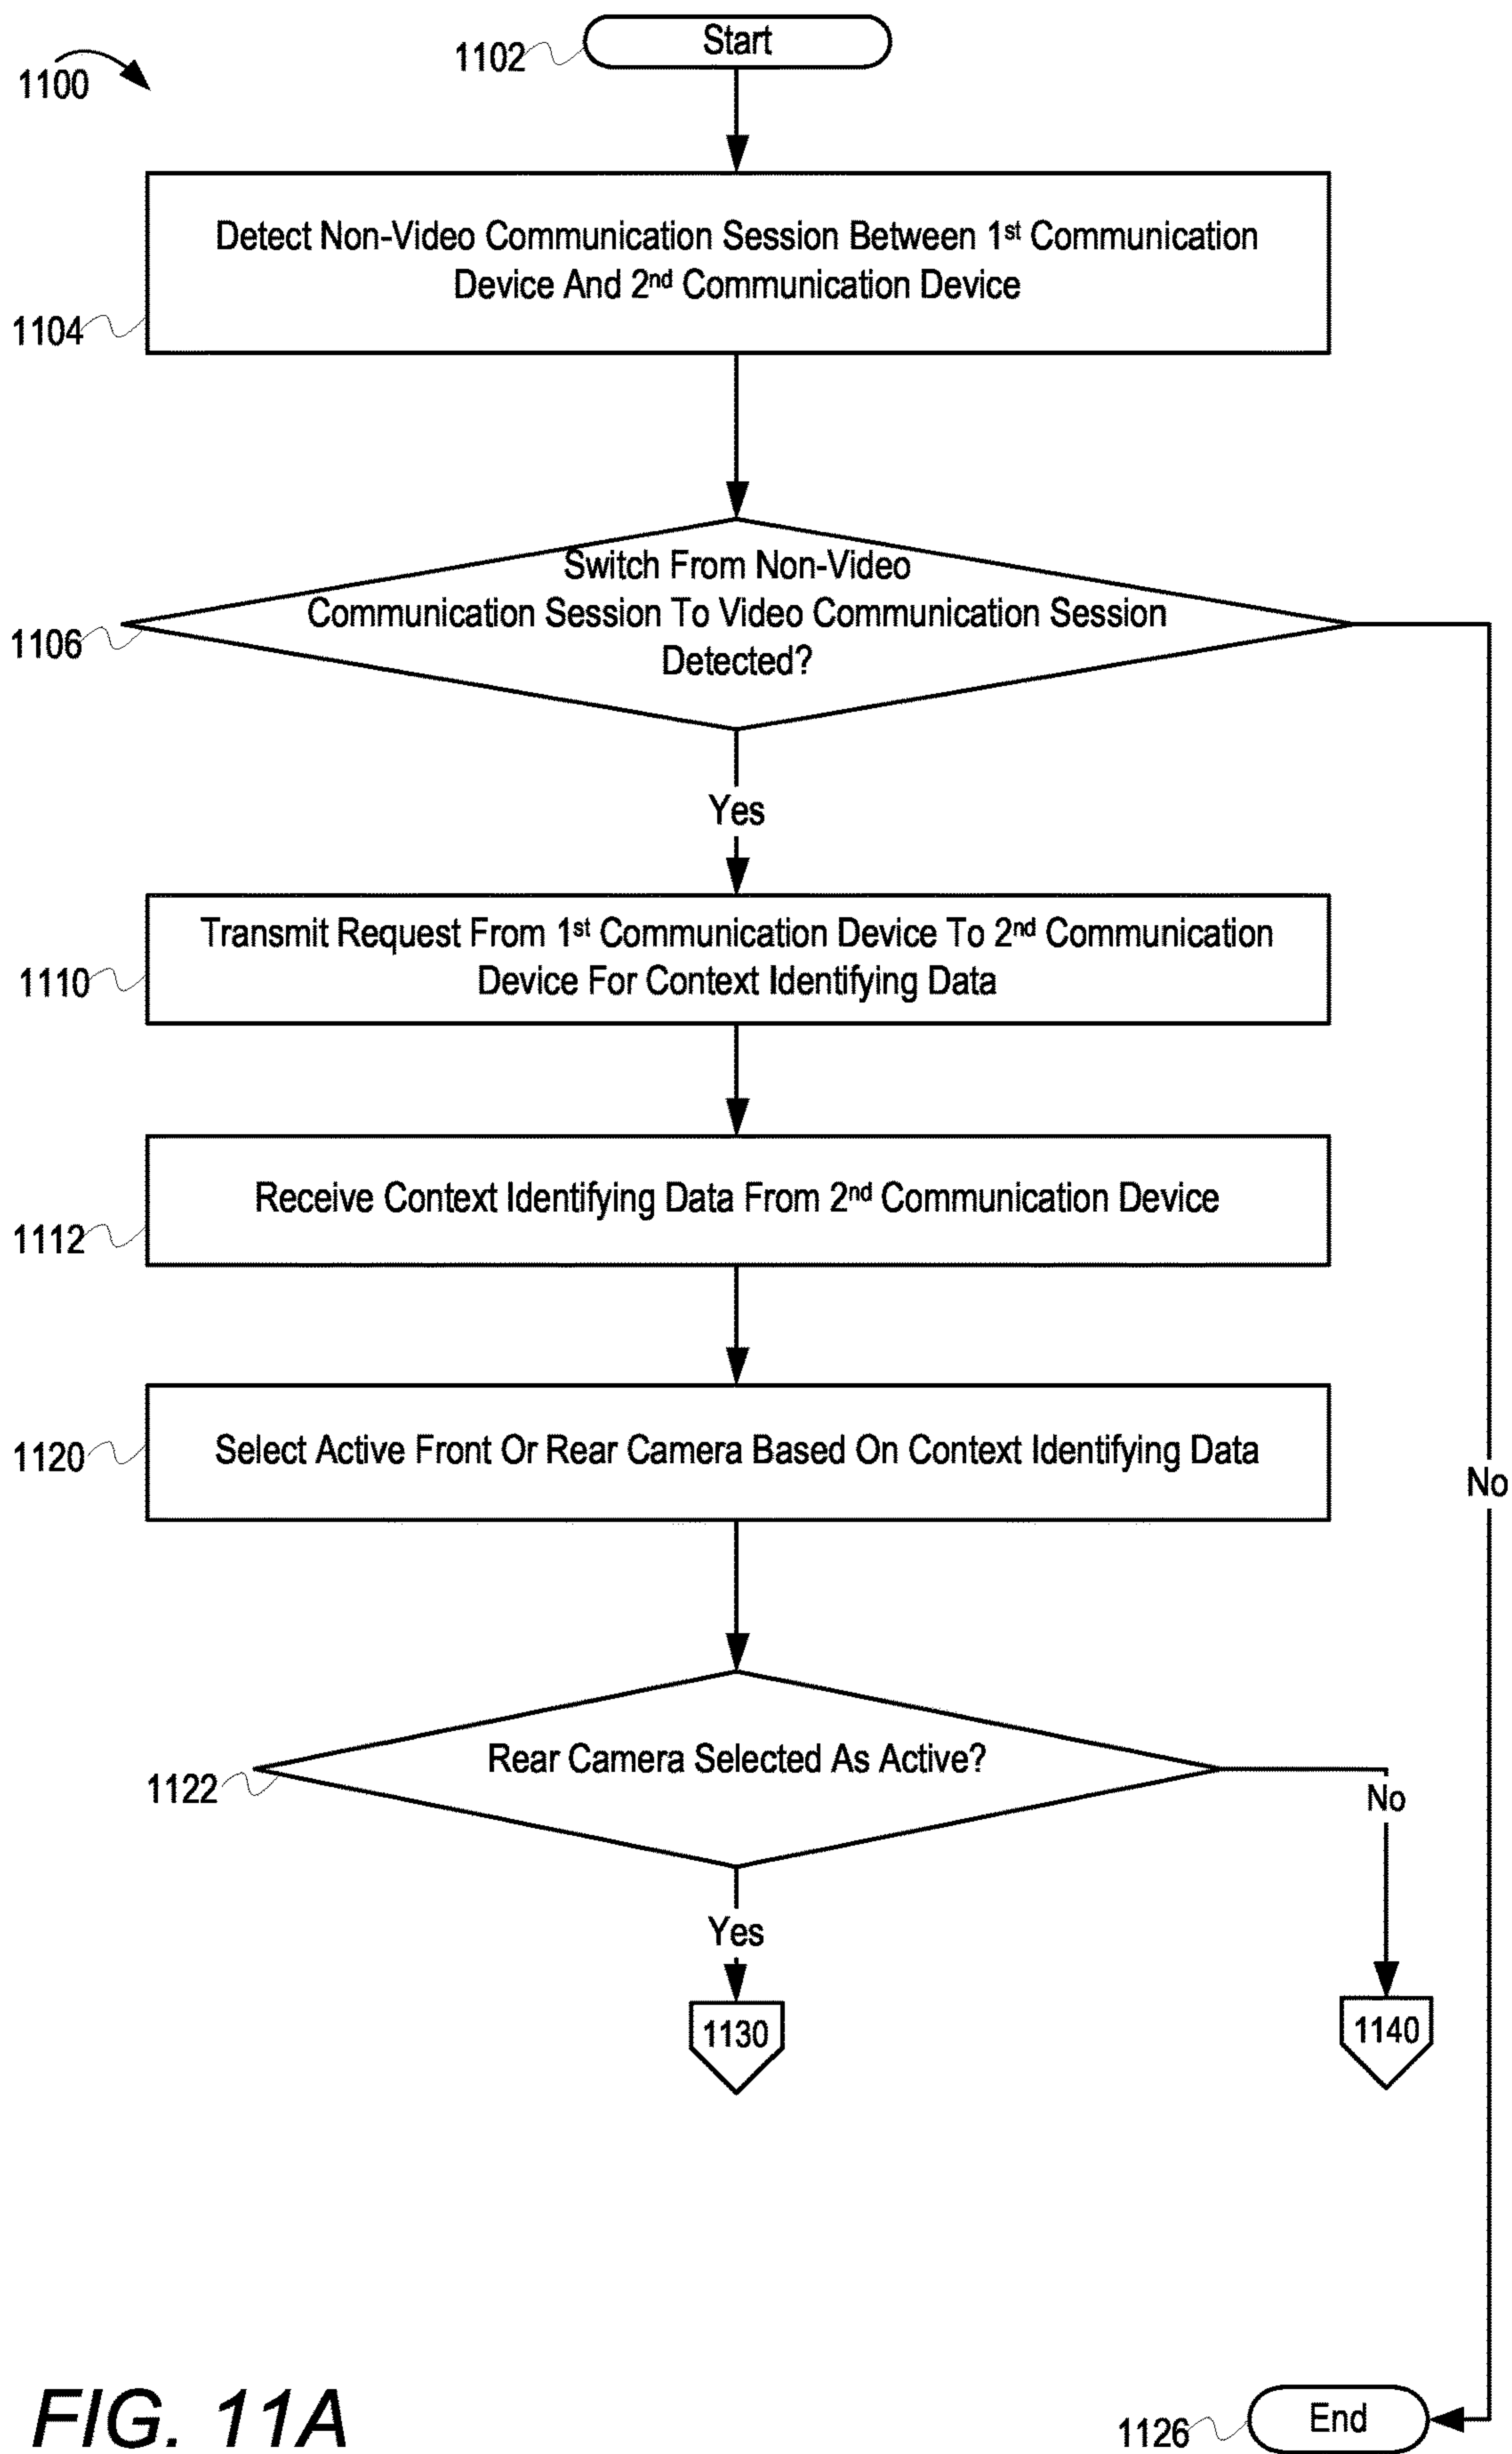 1100
1102
Start
Detect Non-Video Communication Session Between 1st Communication
Device And 2nd Communication Device
1104
Switch From Non-Video
Communication Session To Video Communication Session
Detected?
1106
Yes
Transmit Request From 1st Communication Device To 2nd Communication
Device For Context Identifying Data
1110
Receive Context Identifying Data From 2nd Communication Device
1112
Select Active Front Or Rear Camera Based On Context Identifying Data
1120
No
Rear Camera Selected As Active?
1122
No
Yes
1130
1140
FIG. 11A
1126
End